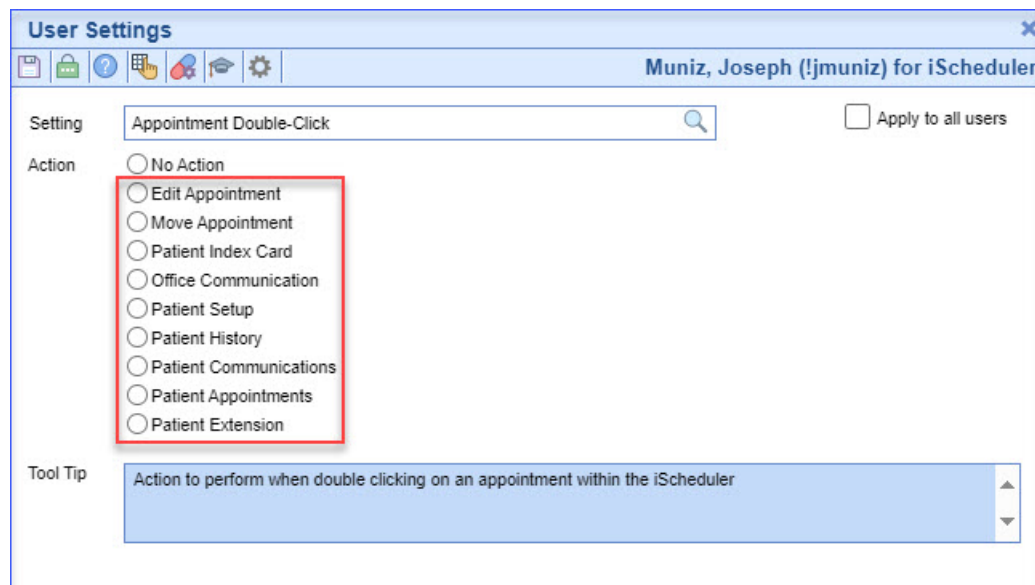 User Settings
Muniz, Joseph (!jmuniz) for iScheduler
Setting
Appointment Double-Click
Apply to all users
Action
No Action
Edit Appointment
Move Appointment
Patient Index Card
Office Communication
Patient Setup
Patient History
Patient Communications
Patient Appointments
Patient Extension
Tool Tip
Action to perform when double clicking on an appointment within the iScheduler